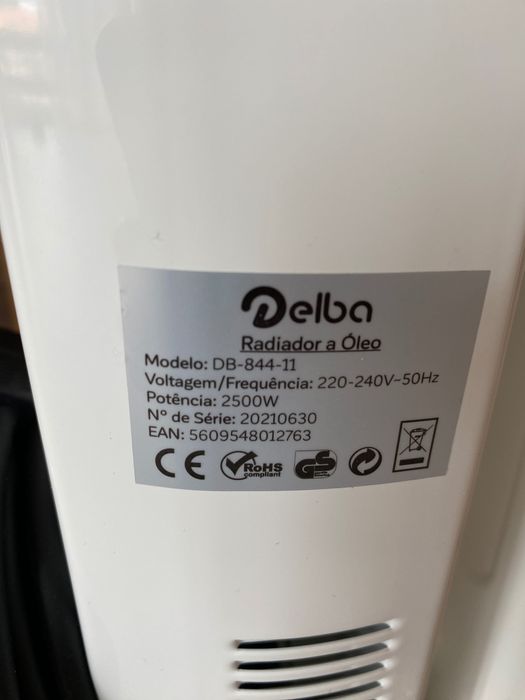 Delba
Radiador a Óleo
Modelo: DB-844-11
Voltagem/Frequência: 220-240V~50Hz
Potência: 2500W
Nº de Série: 20210630
EAN: 5609548012763
CE RoHS GS
compliant